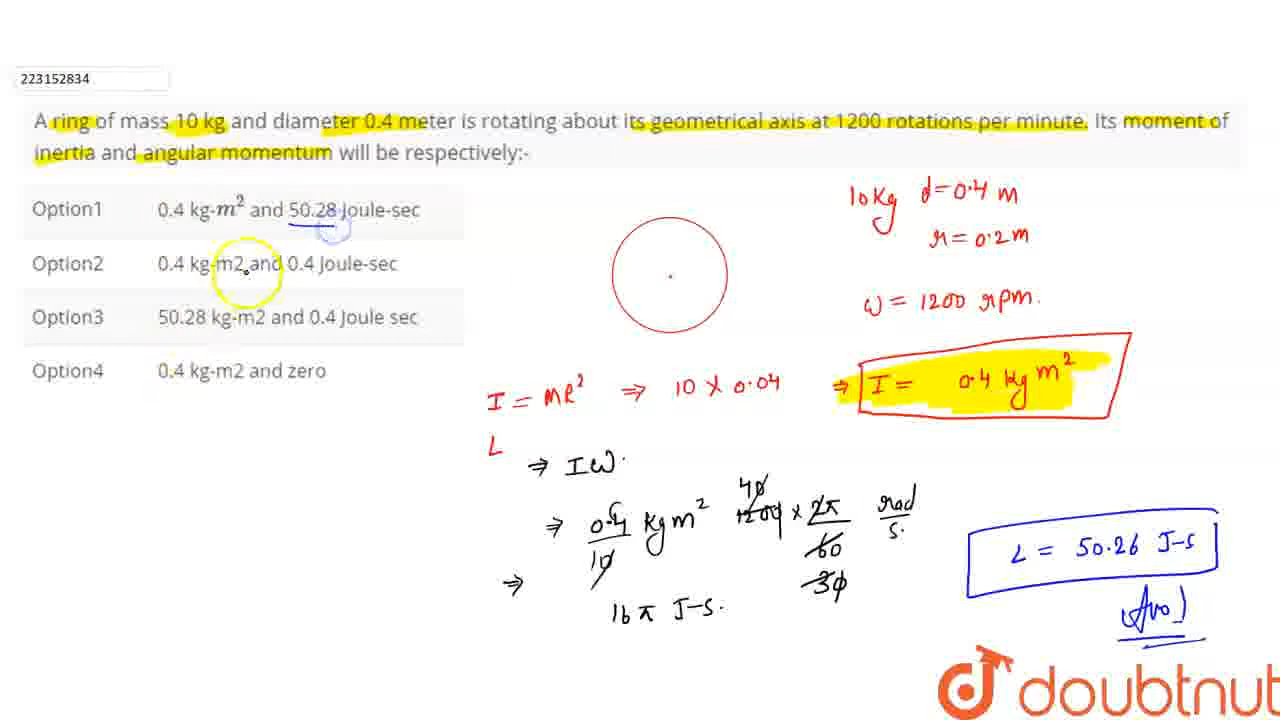 223152834
A ring of mass 10 kg and diameter 0.4 meter is rotating about its geometrical axis at 1200 rotations per minute. Its moment of
inertia and angular momentum will be respectively:-
Option1 0.4 kg-m² and 50.28 Joule-sec
Option2 0.4 kg-m2 and 0.4 Joule-sec
Option3 50.28 kg-m2 and 0.4 Joule sec
Option4 0.4 kg-m2 and zero
10kg d=0.4 m
r=0.2m
ω = 1200 rpm.
I = MR² ⇒ 10 × 0.04 ⇒ I = 0.4 kg m²
L
⇒ Iω.
40
⇒ 0.4 kg m² 1200 × 2π rad
10 60 s.
⇒ 30
16π J-s.
L = 50.26 J-s
doubtnut